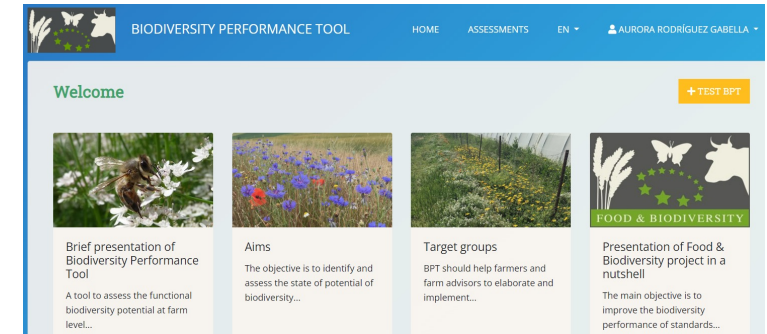 BIODIVERSITY PERFORMANCE TOOL
HOME
ASSESSMENTS
EN
AURORA RODRÍGUEZ GABELLA
Welcome
+ TEST BPT
Brief presentation of
Biodiversity Performance
Tool
A tool to assess the functional
biodiversity potential at farm
level...
Aims
The objective is to identify and
assess the state of potential of
biodiversity...
Target groups
BPT should help farmers and
farm advisors to elaborate and
implement...
FOOD & BIODIVERSITY
Presentation of Food &
Biodiversity project in a
nutshell
The main objective is to
improve the biodiversity
performance of standards...